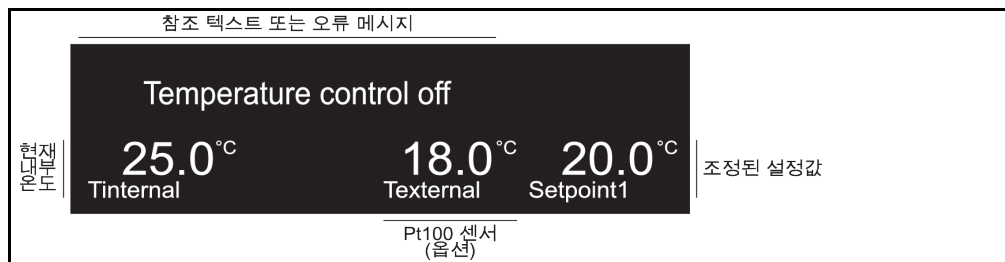 참조 텍스트 또는 오류 메시지
Temperature control off
현재
내부
온도
25.0°C 18.0°C 20.0°C
Tinternal Texternal Setpoint1
조정된 설정값
Pt100 센서
(옵션)